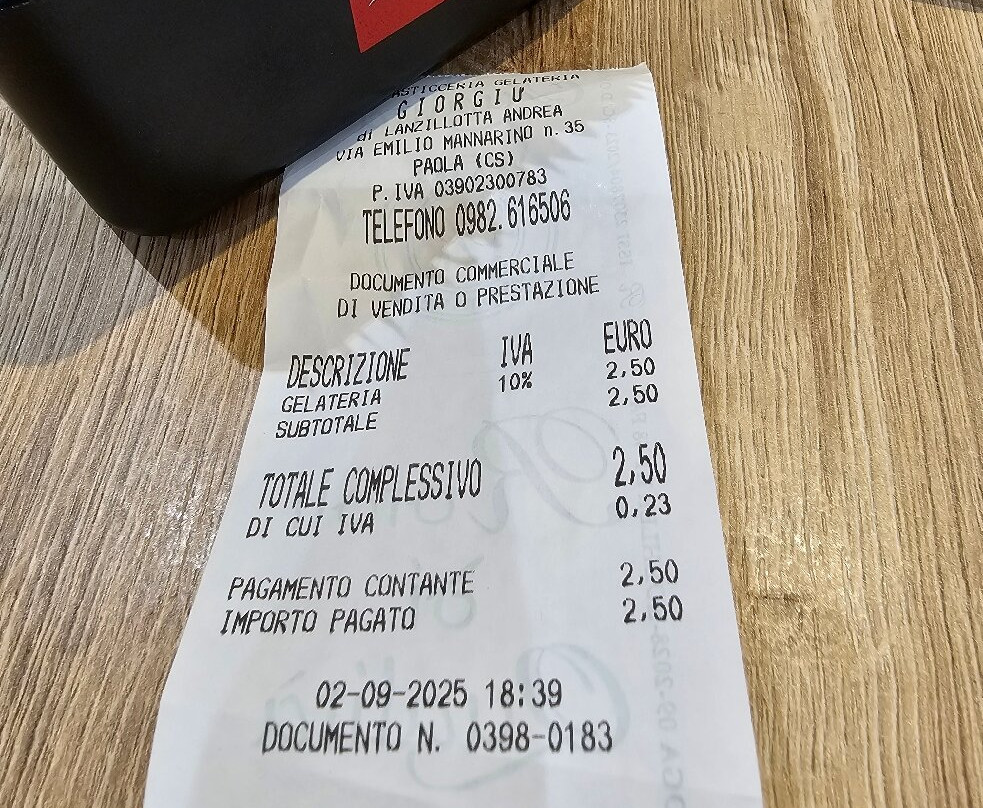 ASTICCERIA GELATERIA
GIORGIU'
di LANZILLOTTA ANDREA
VIA EMILIO MANNARINO n.35
PAOLA (CS)
P.IVA 03902300783
TELEFONO 0982.616506
DOCUMENTO COMMERCIALE
DI VENDITA O PRESTAZIONE
DESCRIZIONE IVA EURO
GELATERIA 10% 2,50
SUBTOTALE 2,50
TOTALE COMPLESSIVO 2,50
DI CUI IVA 0,23
PAGAMENTO CONTANTE 2,50
IMPORTO PAGATO 2,50
02-09-2025 18:39
DOCUMENTO N. 0398-0183